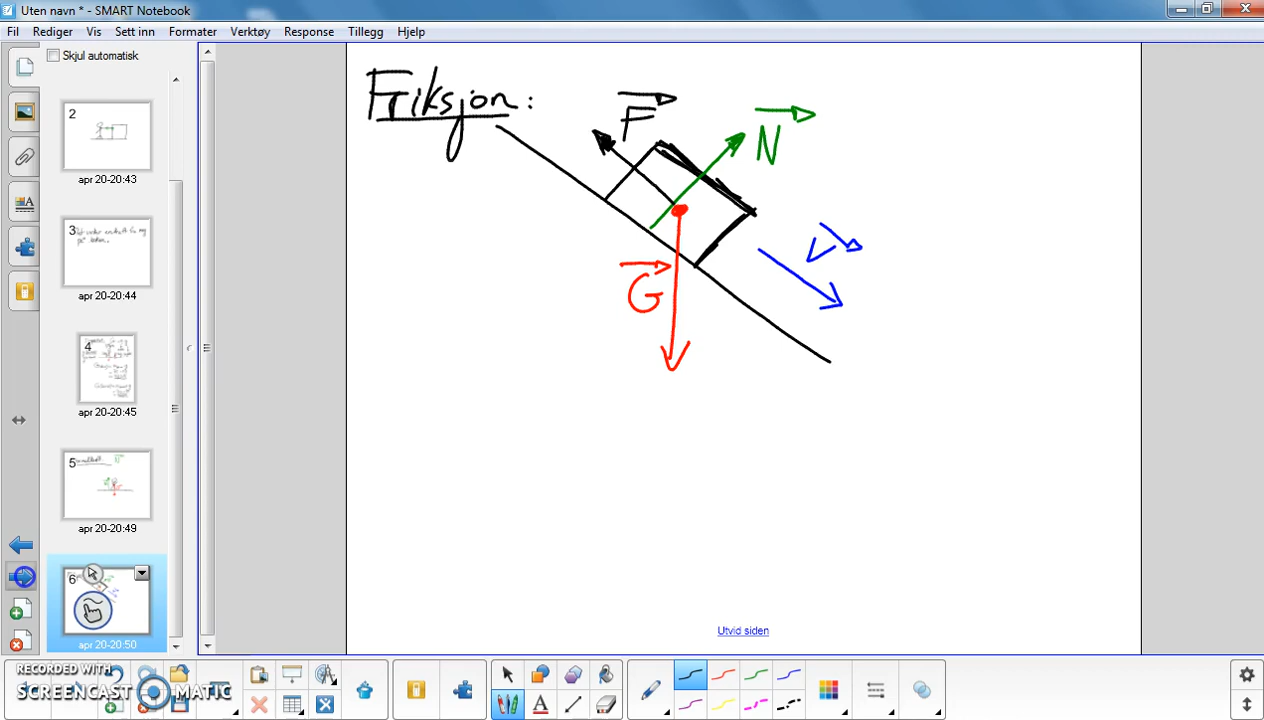 Uten navn * - SMART Notebook
Fil Rediger Vis Sett inn Formater Verktøy Response Tillegg Hjelp
Skjul automatisk
2
apr 20-20:43
3
apr 20-20:44
4
apr 20-20:45
5
apr 20-20:49
6
apr 20-20:50
Friksjon:
F
N
V
G
Utvid siden
RECORDED WITH
SCREENCAST MATIC
A